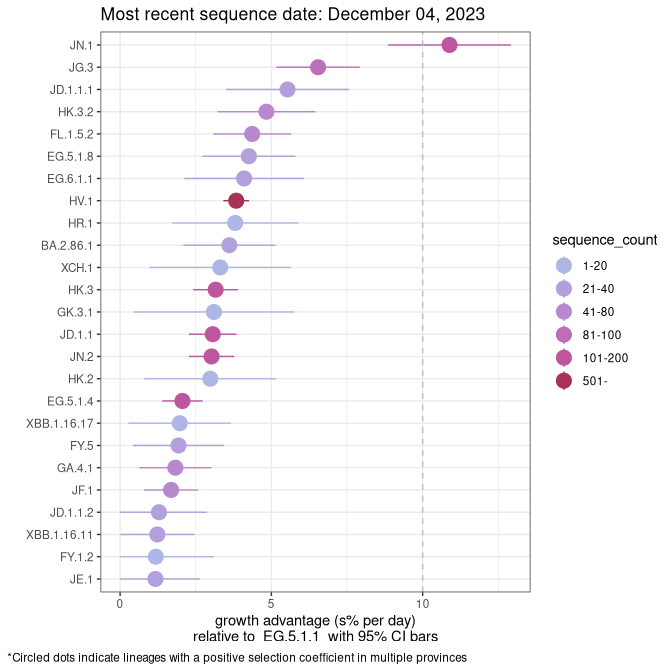 Most recent sequence date: December 04, 2023
JN.1
JG.3
JD.1.1.1
HK.3.2
FL.1.5.2
EG.5.1.8
EG.6.1.1
HV.1
HR.1
BA.2.86.1
XCH.1
HK.3
GK.3.1
JD.1.1
JN.2
HK.2
EG.5.1.4
XBB.1.16.17
FY.5
GA.4.1
JF.1
JD.1.1.2
XBB.1.16.11
FY.1.2
JE.1
0 5 10
growth advantage (s% per day)
relative to EG.5.1.1 with 95% CI bars
sequence_count
1-20
21-40
41-80
81-100
101-200
501-
*Circled dots indicate lineages with a positive selection coefficient in multiple provinces